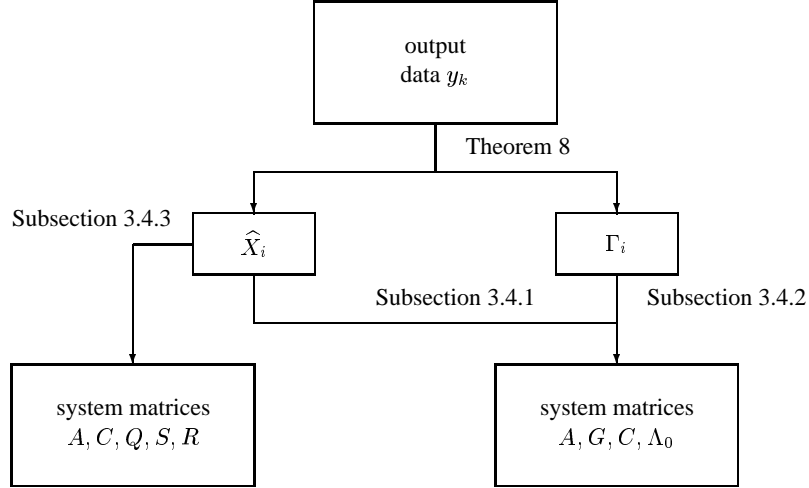 output
data $y_k$
Theorem 8
Subsection 3.4.3
$\widehat{X}_i$
$\Gamma_i$
Subsection 3.4.1
Subsection 3.4.2
system matrices
$A, C, Q, S, R$
system matrices
$A, G, C, \Lambda_0$